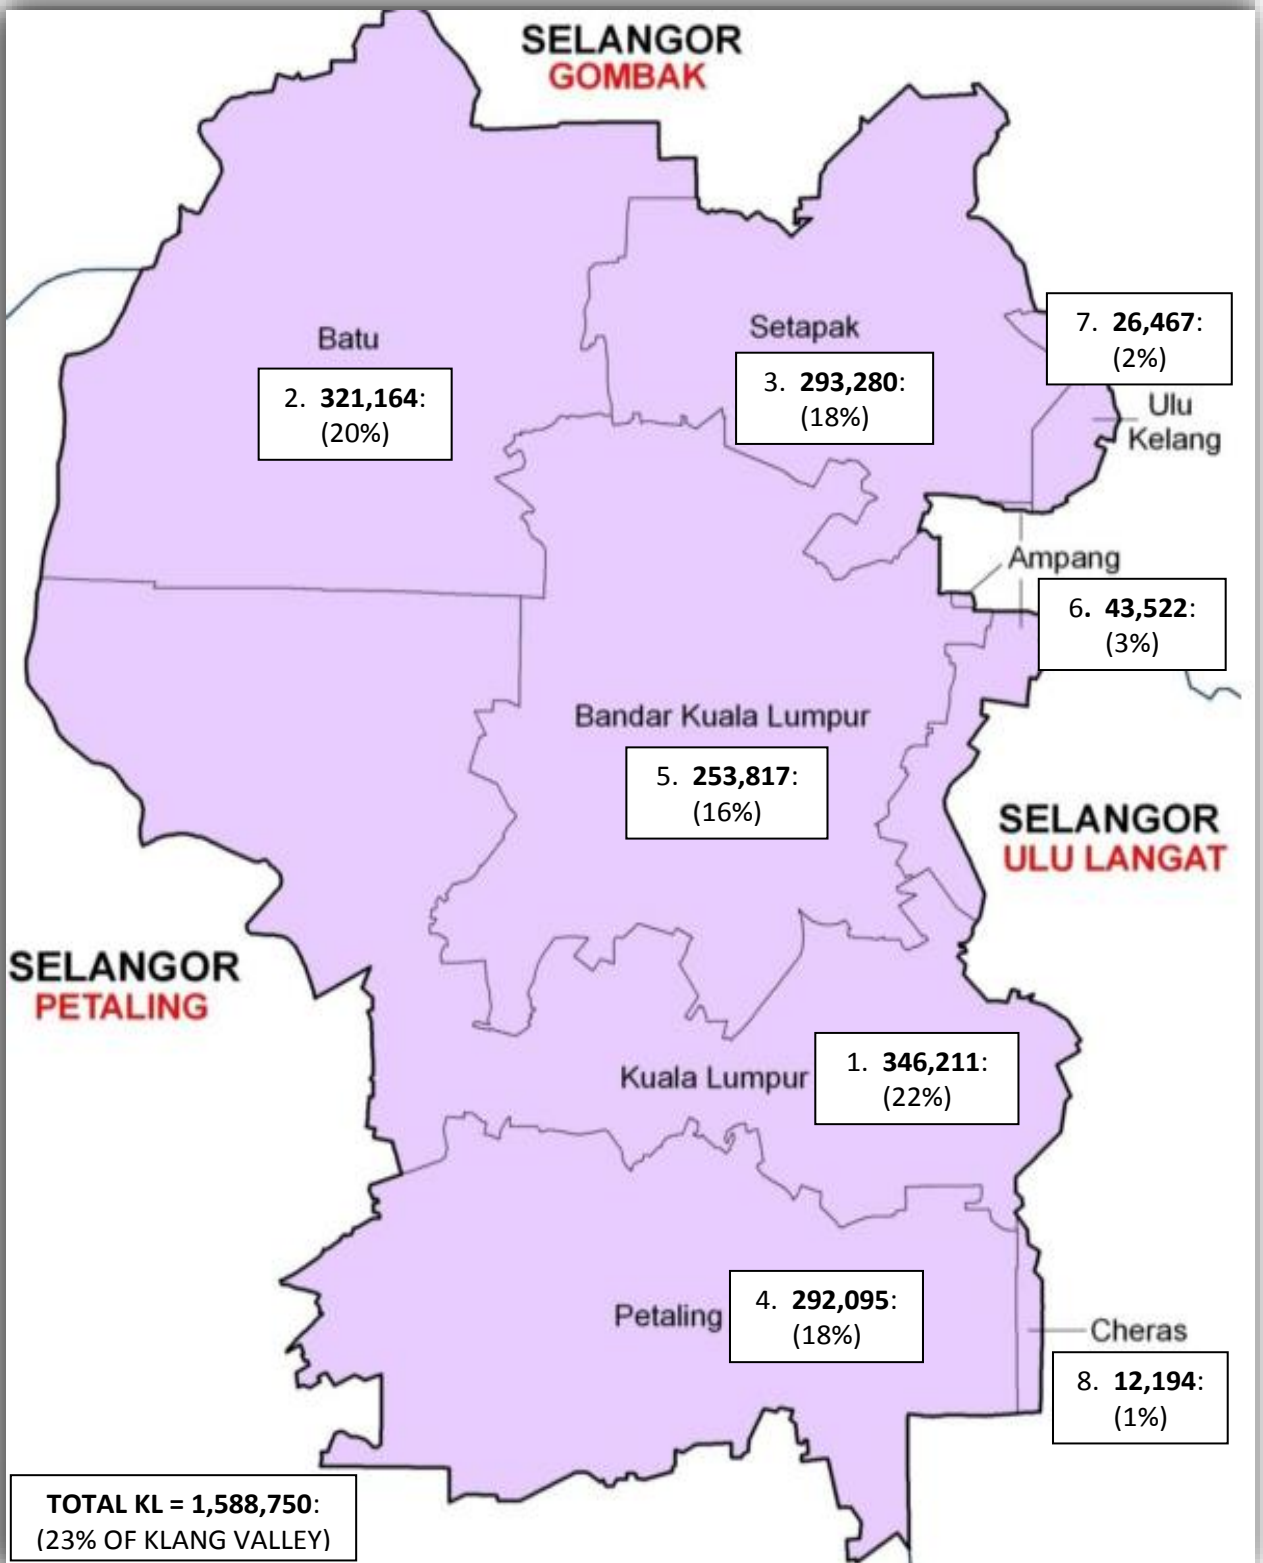 SELANGOR
GOMBAK
Batu
2. 321,164:
(20%)
Setapak
3. 293,280:
(18%)
7. 26,467:
(2%)
Ulu
Kelang
Ampang
6. 43,522:
(3%)
Bandar Kuala Lumpur
5. 253,817:
(16%)
SELANGOR
ULU LANGAT
SELANGOR
PETALING
Kuala Lumpur
1. 346,211:
(22%)
Petaling
4. 292,095:
(18%)
Cheras
8. 12,194:
(1%)
TOTAL KL = 1,588,750:
(23% OF KLANG VALLEY)